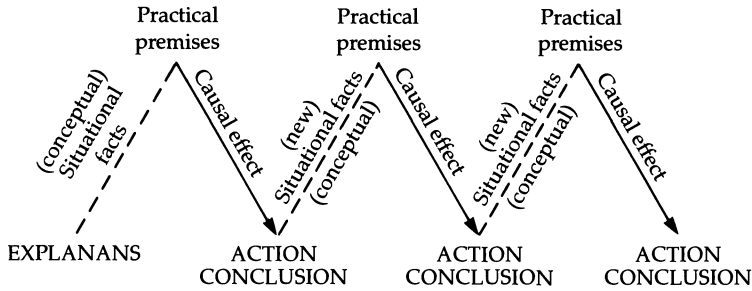 Practical
premises
Practical
premises
Practical
premises
(conceptual)
Situational
facts
Causal effect
(new)
Situational facts
(conceptual)
Causal effect
(new)
Situational facts
(conceptual)
Causal effect
EXPLANANS
ACTION
CONCLUSION
ACTION
CONCLUSION
ACTION
CONCLUSION